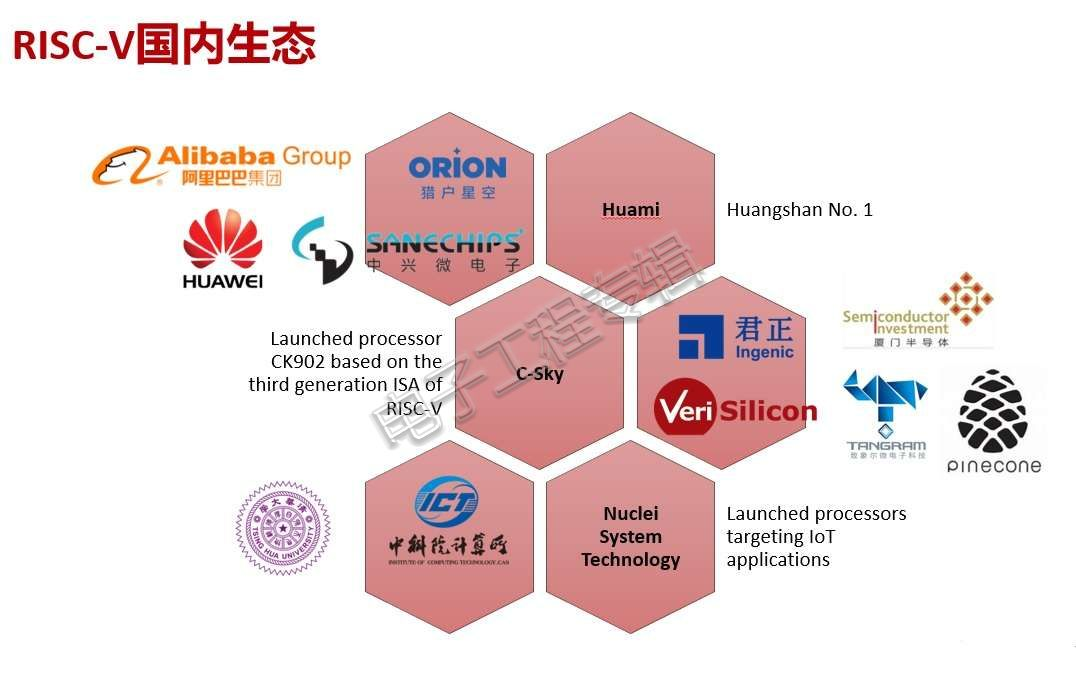 RISC-V国内生态
Alibaba Group
阿里巴巴集团
ORION
猎户星空
Huami
Huangshan No. 1
HUAWEI
SANECHIPS
中兴微电子
Launched processor
CK902 based on the
third generation ISA of
RISC-V
C-Sky
君正
Ingenic
VeriSilicon
Semiconductor
Investment
厦门半导体
TANGRAM
PINECONE
TSING HUA UNIVERSITY
ICT
中科院计算所
INSTITUTE OF COMPUTING TECHNOLOGY,CAS
Nuclei
System
Technology
Launched processors
targeting IoT
applications
电子工程专辑